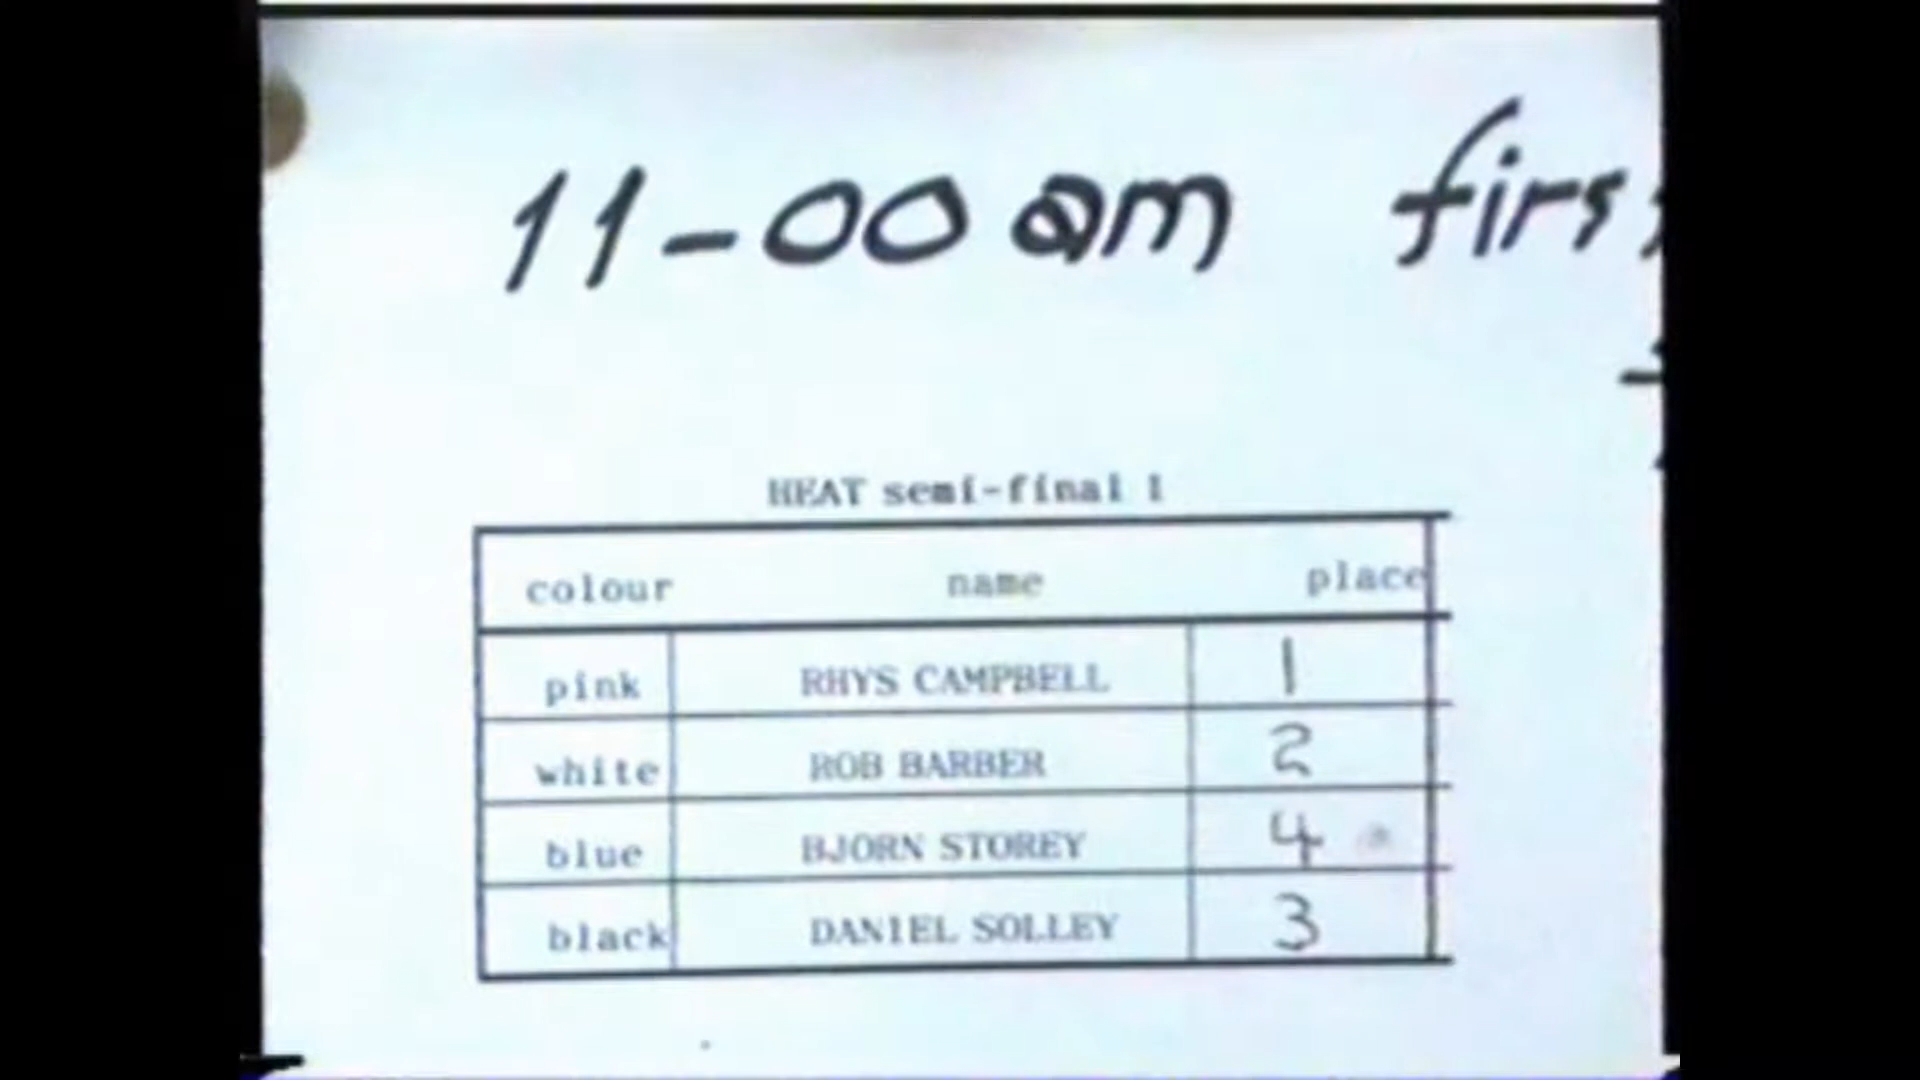 11-00 am firs
HEAT semi-final 1
colour name place
pink RHYS CAMPBELL 1
white ROB BARBER 2
blue BJORN STOREY 4
black DANIEL SOLLEY 3